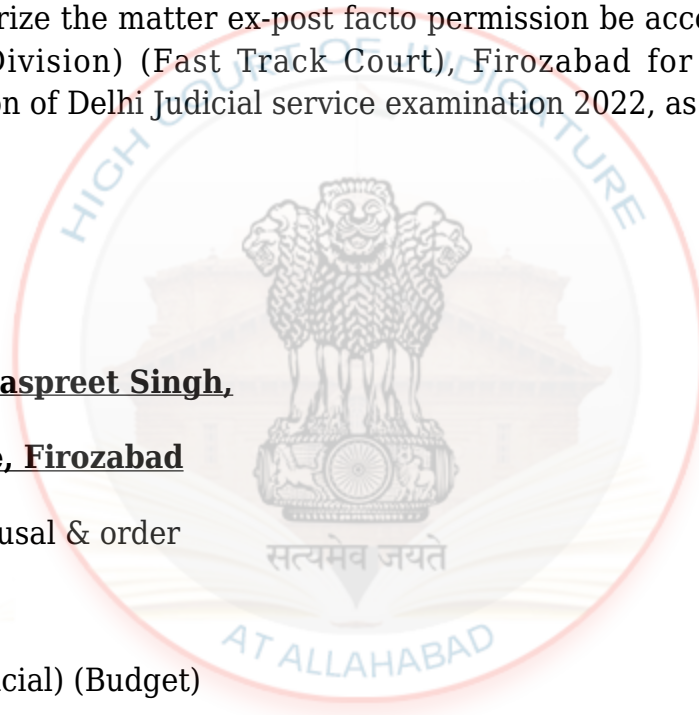 rize the matter ex-post facto permission be acco
Division) (Fast Track Court), Firozabad for
on of Delhi Judicial service examination 2022, as
HIGH COURT OF JUDICATURE
aspreet Singh,
e, Firozabad
usal & order
सत्यमेव जयते
AT ALLAHABAD
cial) (Budget)